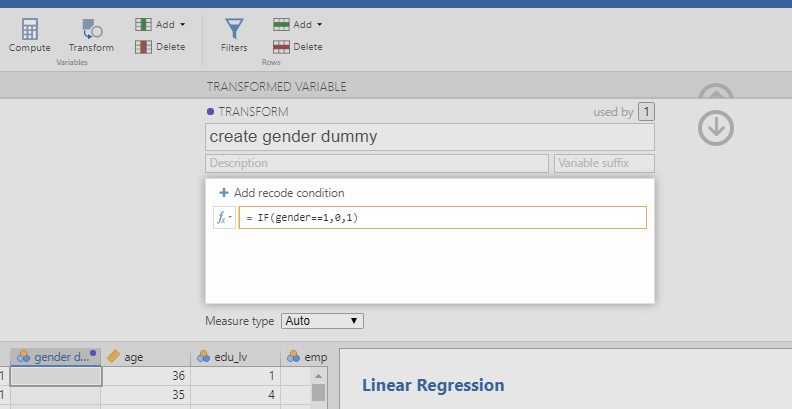 Compute Transform Add Delete Filters Add Delete
Variables Rows
TRANSFORMED VARIABLE
TRANSFORM used by 1
create gender dummy
Description Variable suffix
+ Add recode condition
fx = IF(gender==1,0,1)
Measure type Auto
gender d... age edu_lv emp
1 36 1
1 35 4
Linear Regression